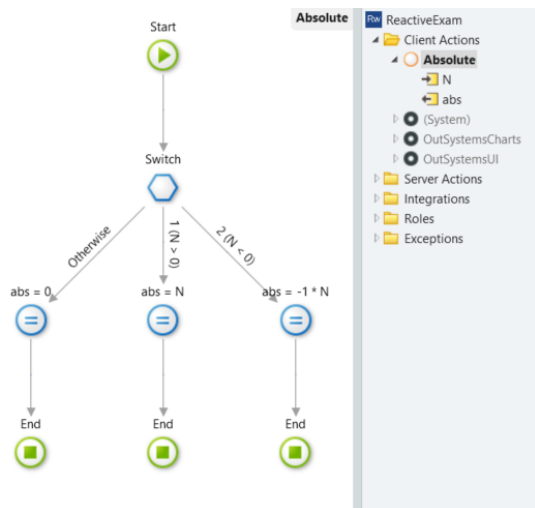 Absolute
Start
Switch
Otherwise
1 (N > 0)
2 (N < 0)
abs = 0
abs = N
abs = -1 * N
End
End
End
Rw ReactiveExam
Client Actions
Absolute
N
abs
(System)
OutSystemsCharts
OutSystemsUI
Server Actions
Integrations
Roles
Exceptions